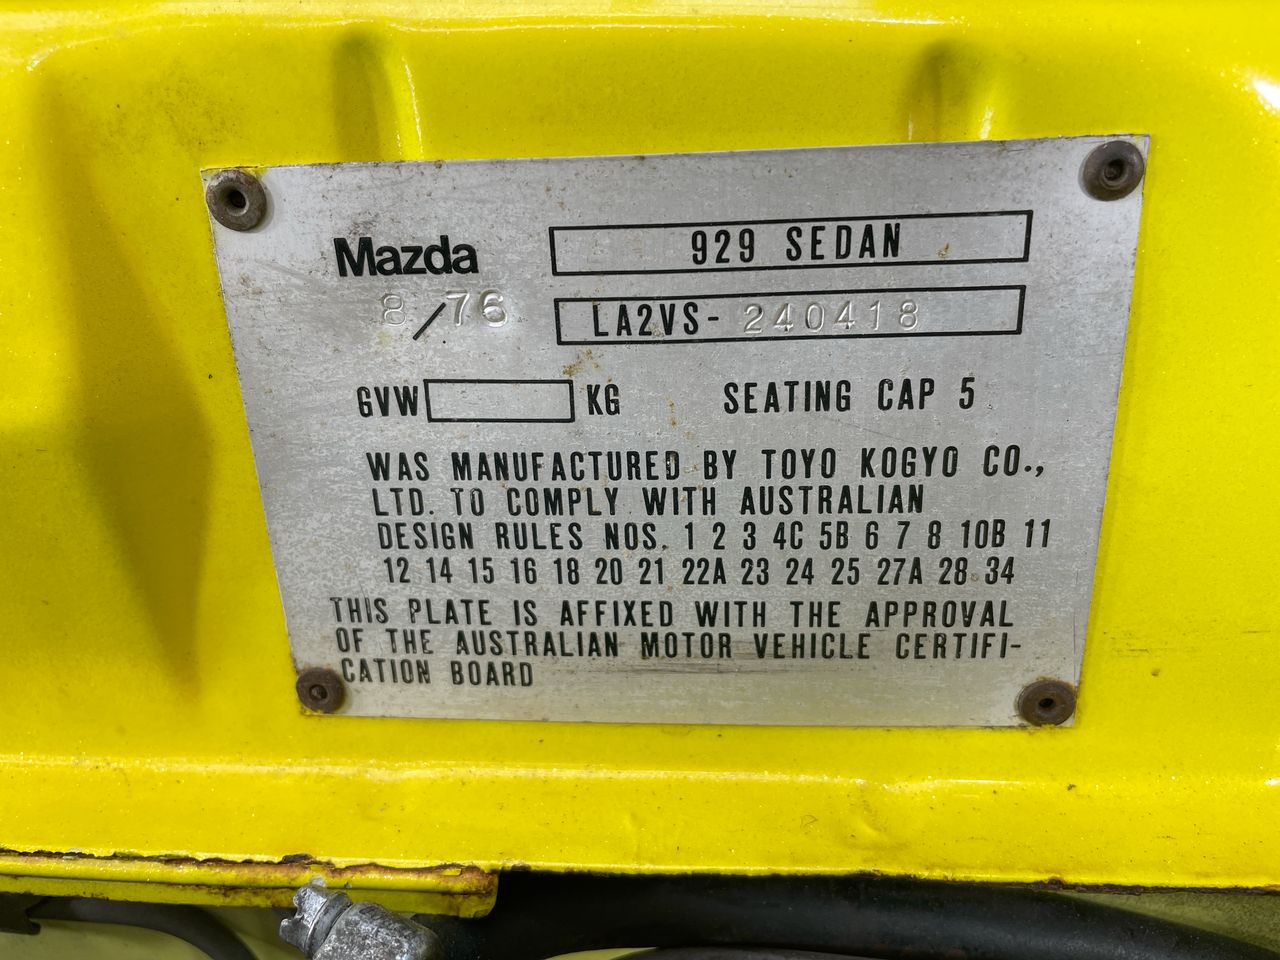 Mazda 929 SEDAN
8/76 LA2VS-240418
GVW KG SEATING CAP 5
WAS MANUFACTURED BY TOYO KOGYO CO.,
LTD. TO COMPLY WITH AUSTRALIAN
DESIGN RULES NOS. 1 2 3 4C 5B 6 7 8 10B 11
12 14 15 16 18 20 21 22A 23 24 25 27A 28 34
THIS PLATE IS AFFIXED WITH THE APPROVAL
OF THE AUSTRALIAN MOTOR VEHICLE CERTIFI-
CATION BOARD